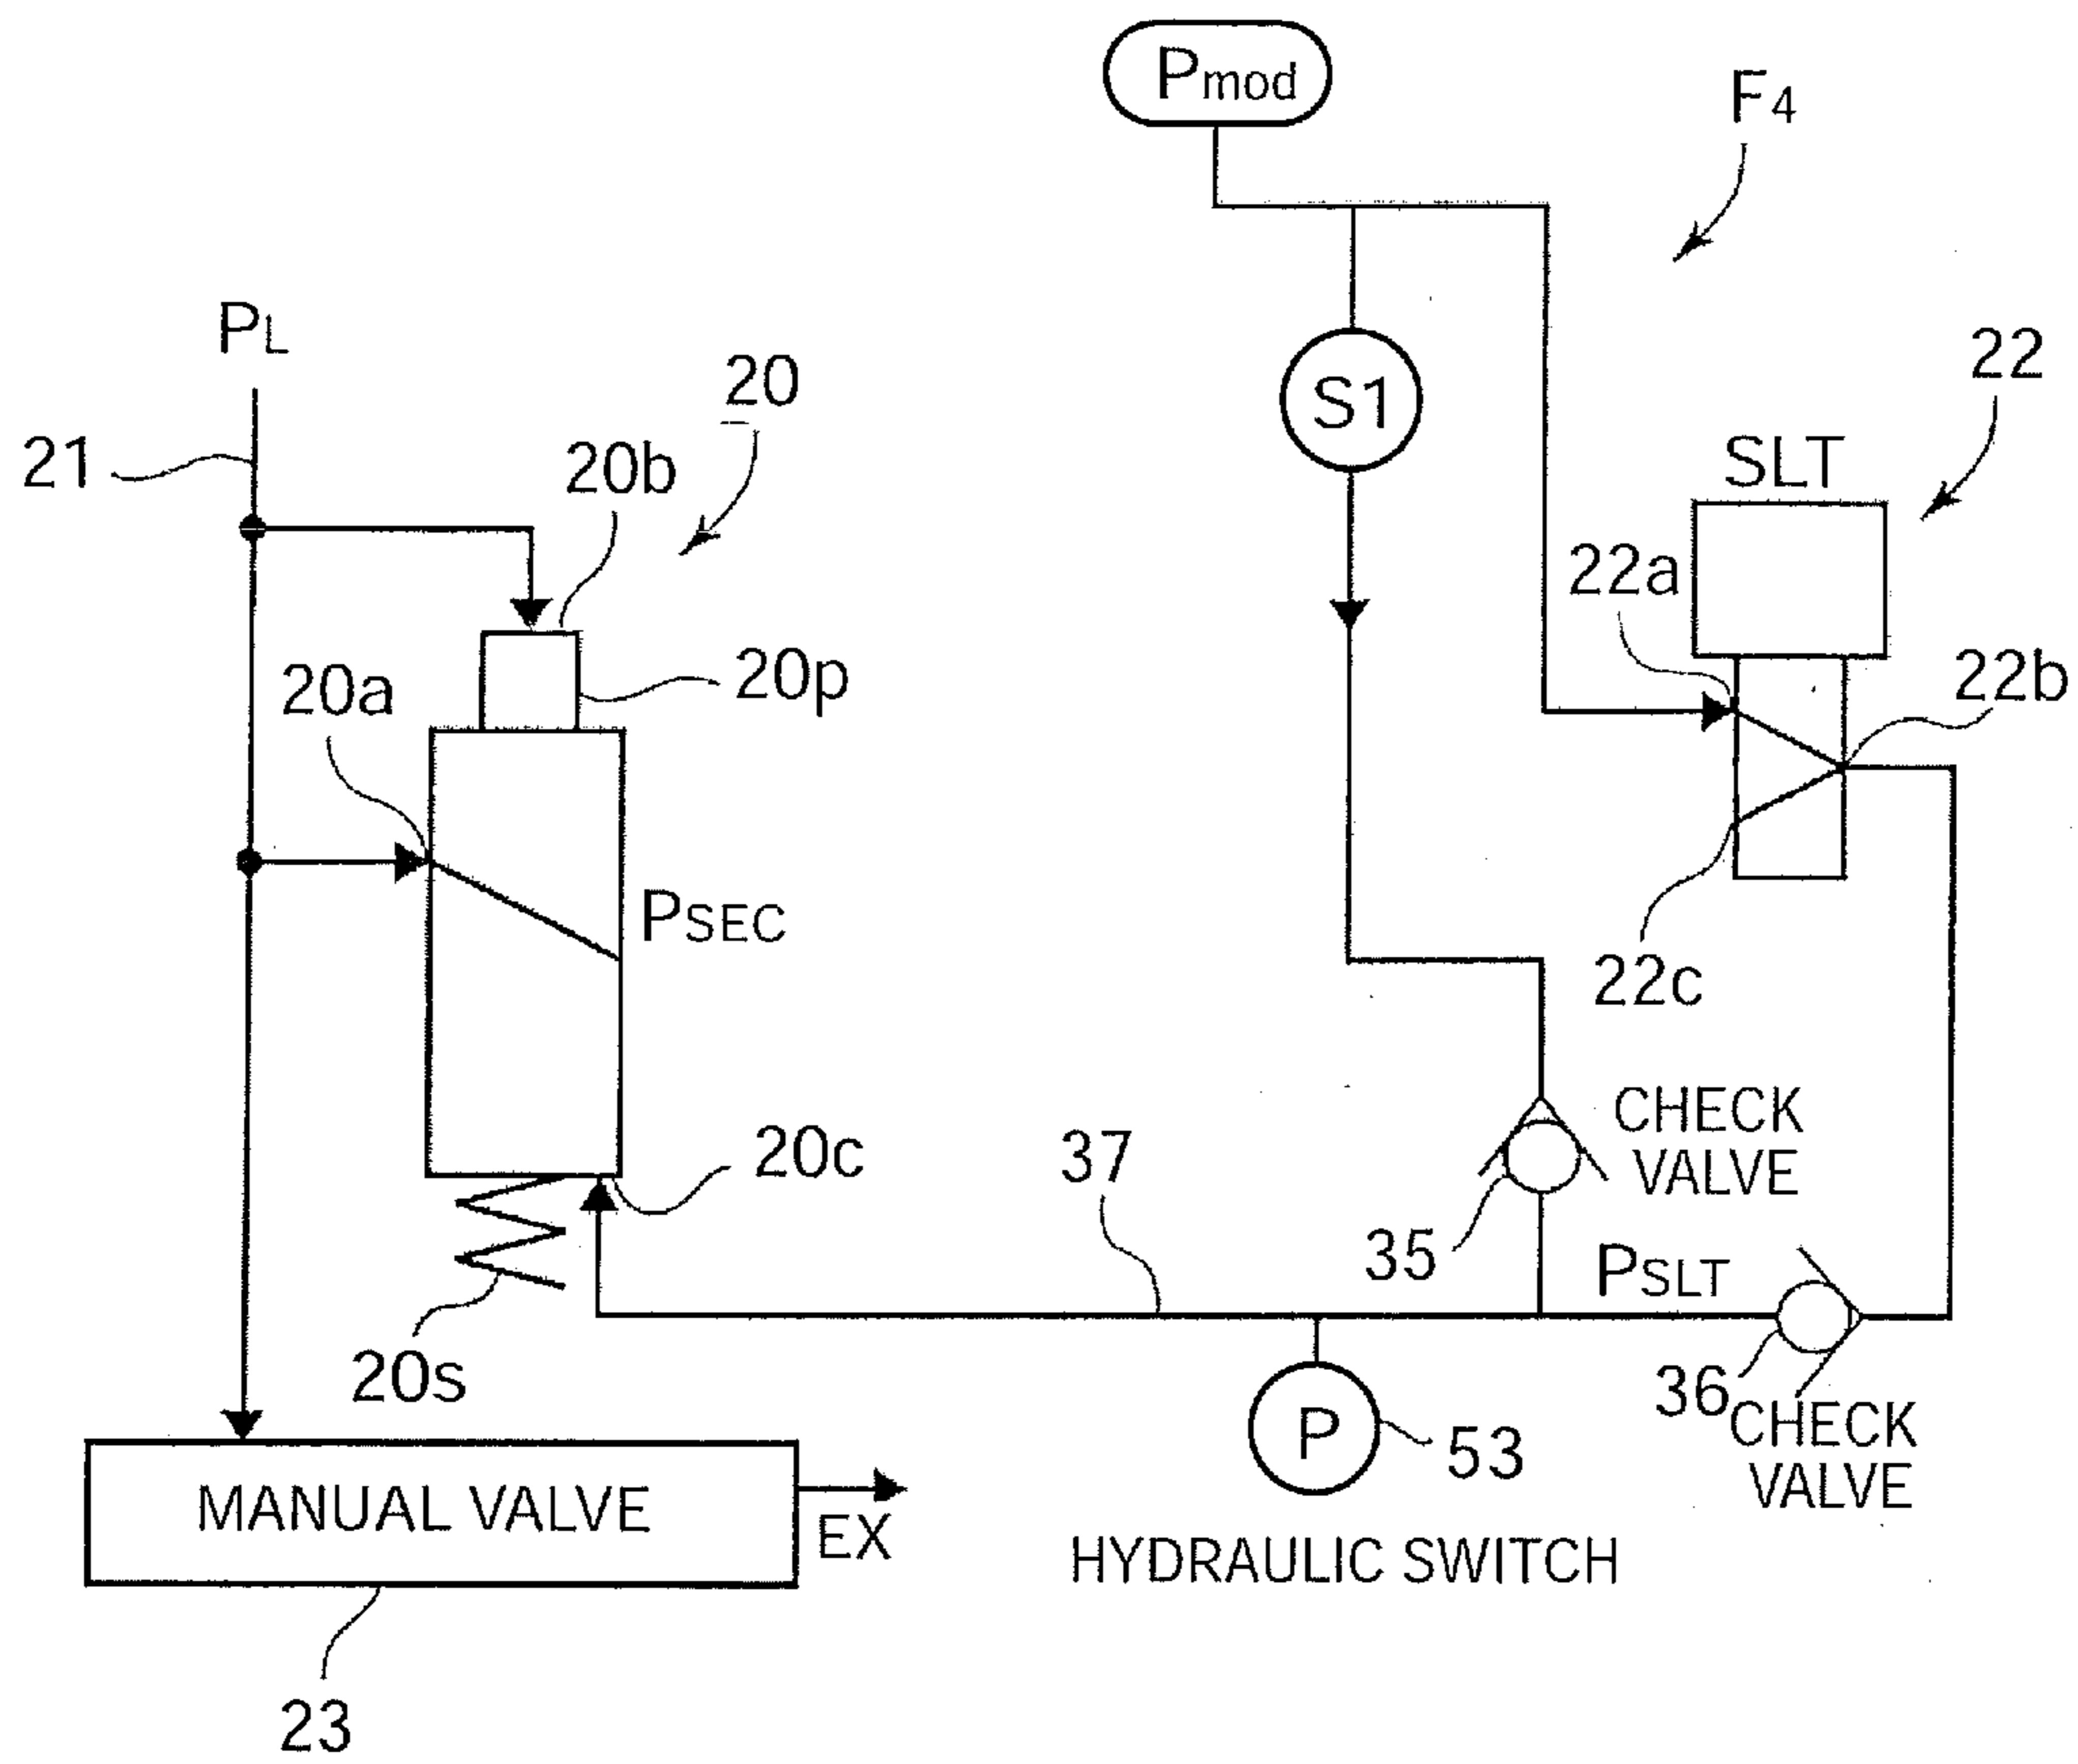 Pmod
F4
PL
20
22
21
20b
S1
SLT
22a
20a
20p
22b
PSEC
22c
CHECK
VALVE
37
20c
35
PSLT
20s
36
CHECK
VALVE
P
53
MANUAL VALVE
EX
HYDRAULIC SWITCH
23